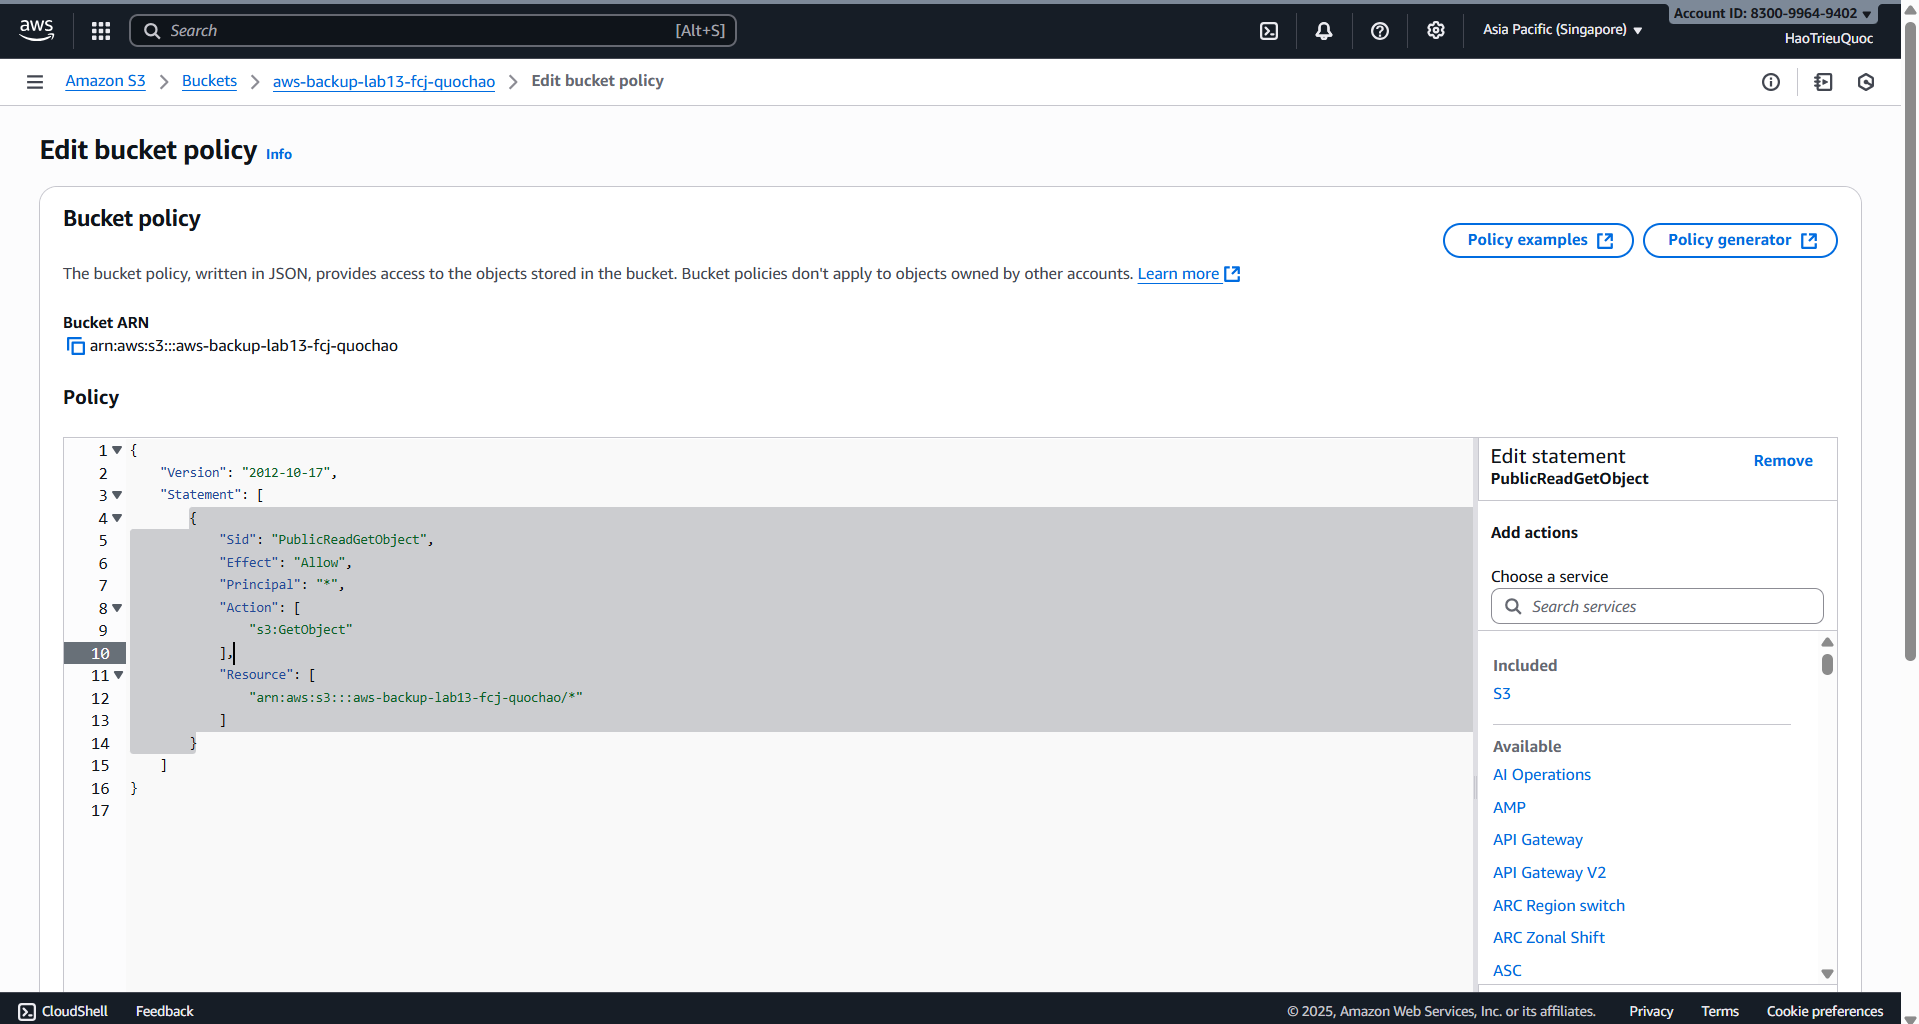 aws
Search
[Alt+S]
Asia Pacific (Singapore)
Account ID: 8300-9964-9402
HaoTrieuQuoc
Amazon S3
Buckets
aws-backup-lab13-fcj-quochao
Edit bucket policy
Edit bucket policy Info
Bucket policy
Policy examples
Policy generator
The bucket policy, written in JSON, provides access to the objects stored in the bucket. Bucket policies don't apply to objects owned by other accounts. Learn more
Bucket ARN
arn:aws:s3:::aws-backup-lab13-fcj-quochao
Policy
1 {
2 "Version": "2012-10-17",
3 "Statement": [
4 {
5 "Sid": "PublicReadGetObject",
6 "Effect": "Allow",
7 "Principal": "*",
8 "Action": [
9 "s3:GetObject"
10 ],
11 "Resource": [
12 "arn:aws:s3:::aws-backup-lab13-fcj-quochao/*"
13 ]
14 }
15 ]
16 }
17
Edit statement
PublicReadGetObject
Remove
Add actions
Choose a service
Search services
Included
S3
Available
AI Operations
AMP
API Gateway
API Gateway V2
ARC Region switch
ARC Zonal Shift
ASC
CloudShell
Feedback
© 2025, Amazon Web Services, Inc. or its affiliates.
Privacy
Terms
Cookie preferences